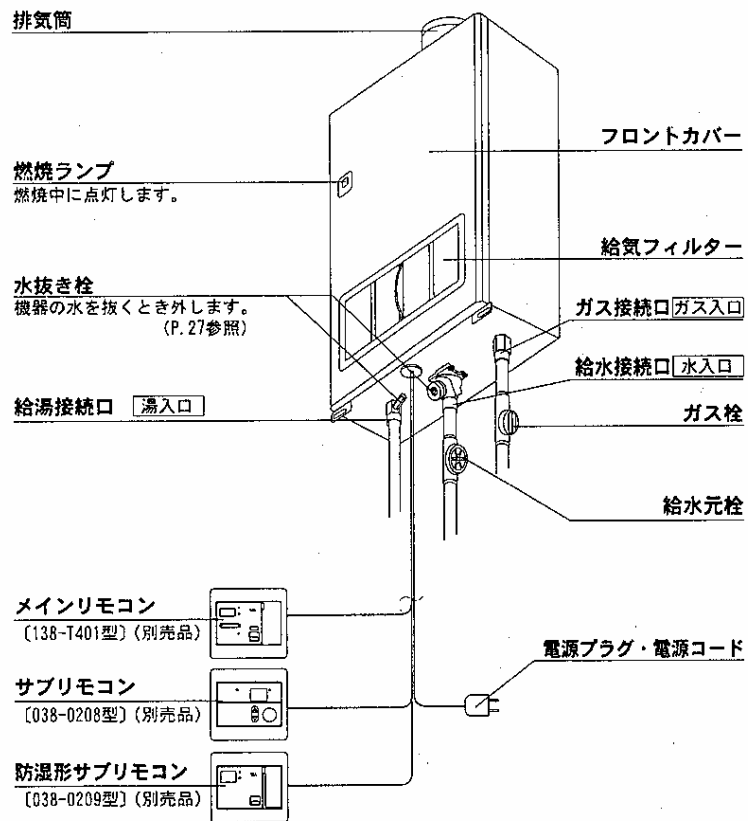 排気筒
フロントカバー
燃焼ランプ
燃焼中に点灯します。
給気フィルター
水抜き栓
機器の水を抜くとき外します。
(P.27参照)
ガス接続口 ガス入口
給水接続口 水入口
給湯接続口 湯入口
ガス栓
給水元栓
メインリモコン
〔138-T401型〕(別売品)
電源プラグ・電源コード
サブリモコン
〔038-0208型〕(別売品)
防湿形サブリモコン
〔038-0209型〕(別売品)